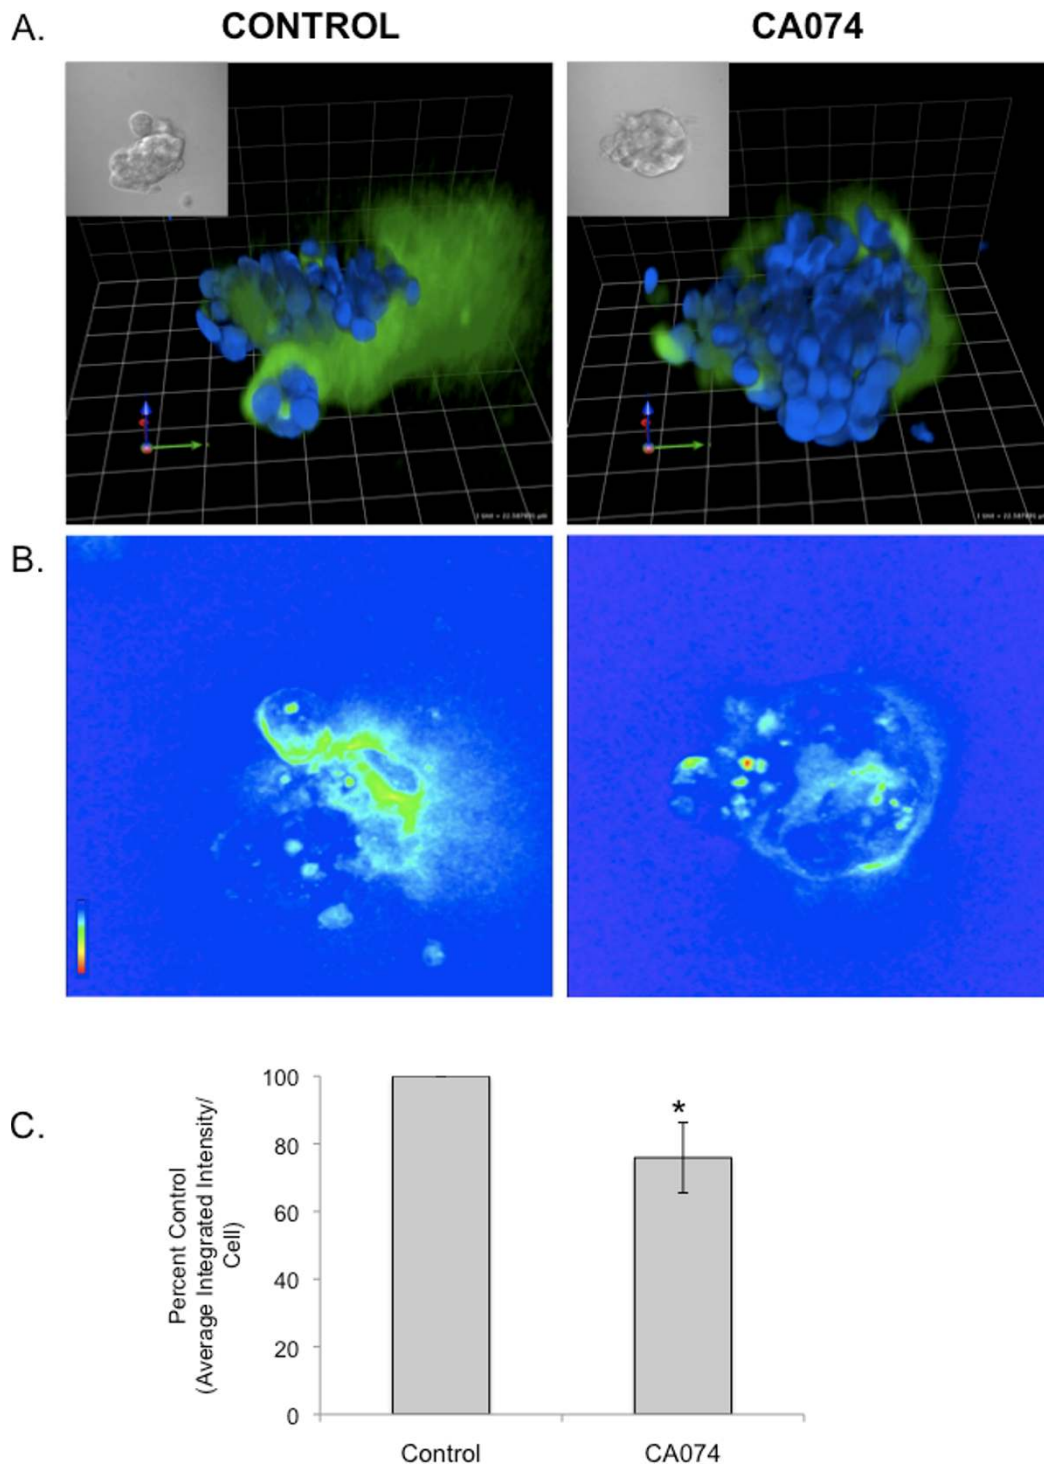 A.
CONTROL
CA074
B.
C.
Percent Control
(Average Integrated Intensity/
Cell)
100
80
60
40
20
0
*
Control
CA074